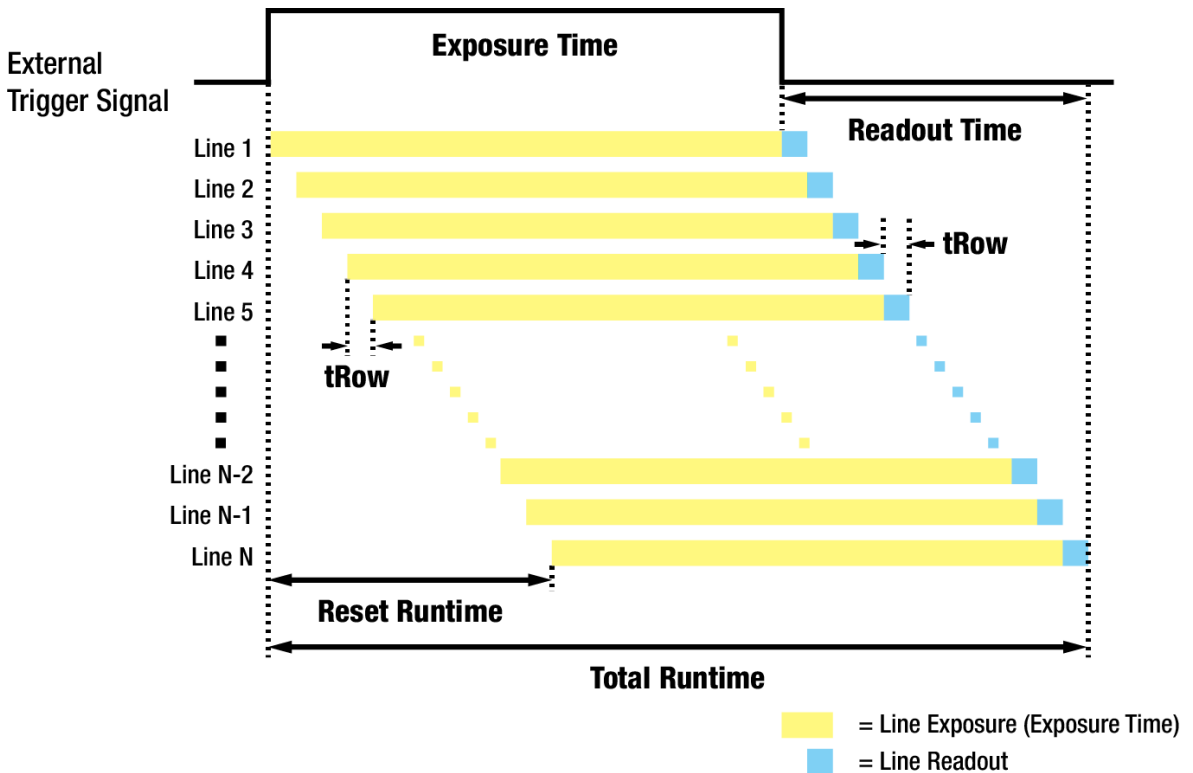 Exposure Time
External
Trigger Signal
Readout Time
Line 1
Line 2
Line 3
tRow
Line 4
Line 5
tRow
Line N-2
Line N-1
Line N
Reset Runtime
Total Runtime
= Line Exposure (Exposure Time)
= Line Readout